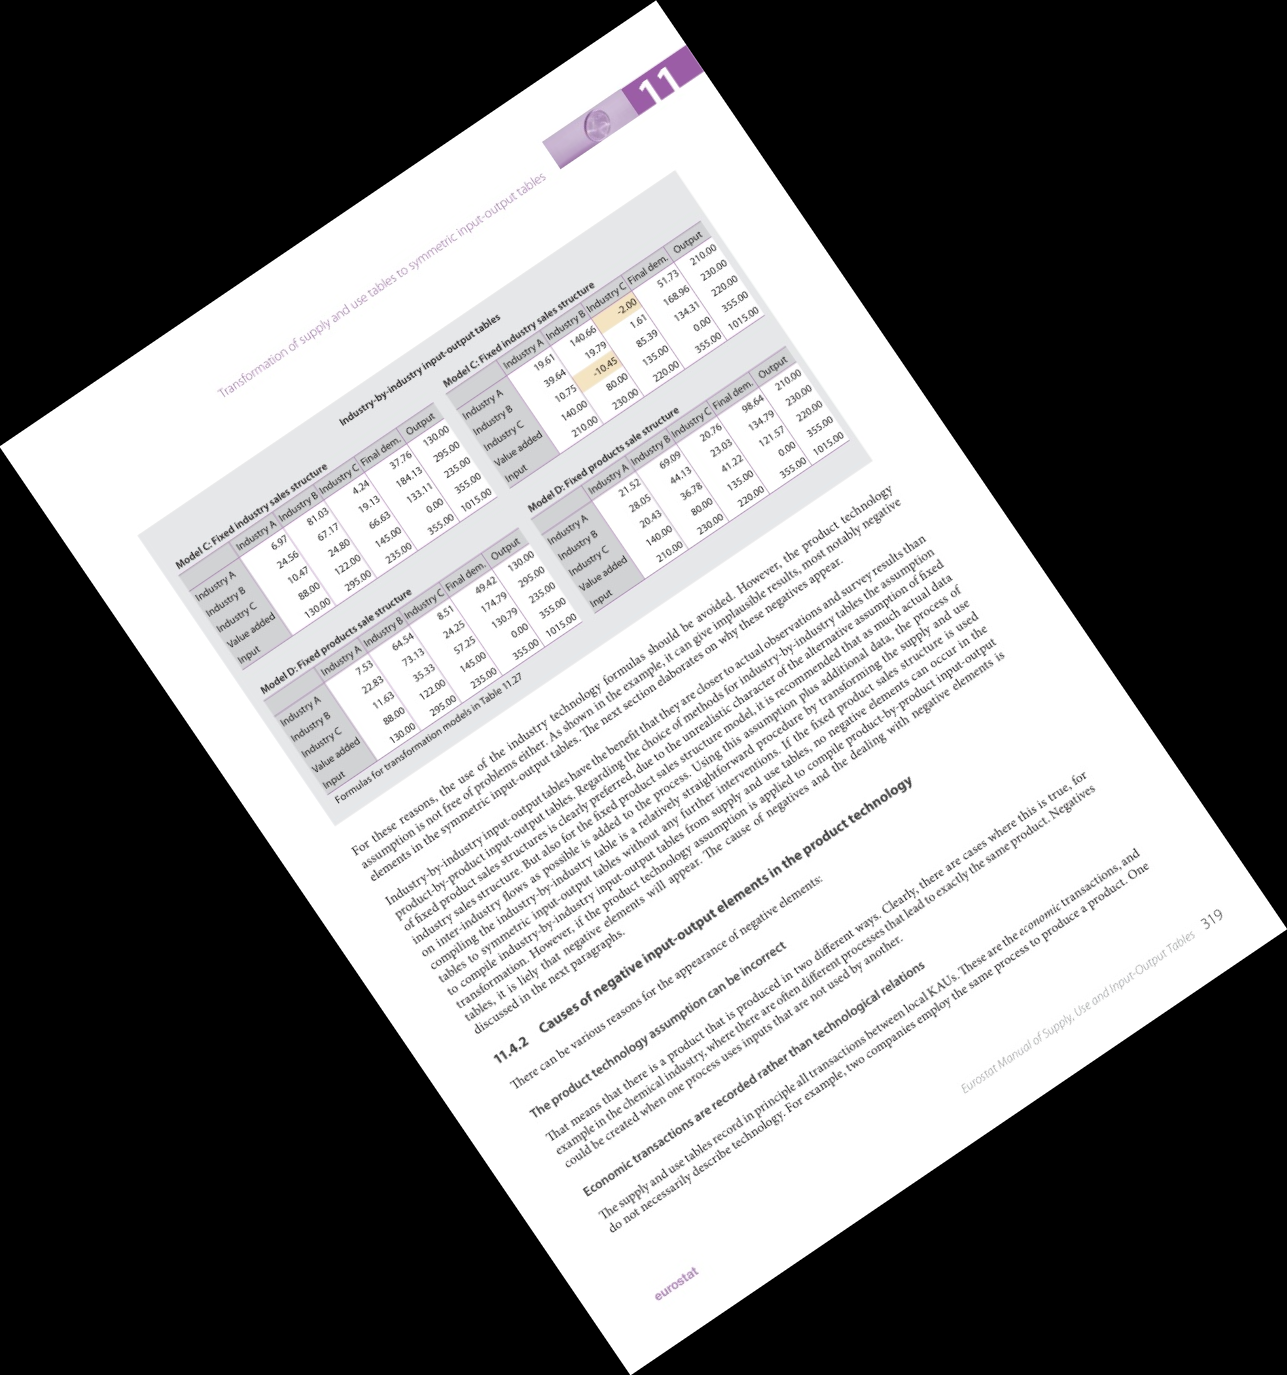 11
Transformation of supply and use tables to symmetric input-output tables
Industry-by-industry input-output tables
Model C: Fixed industry sales structure
Industry A Industry B Industry C Final dem. Output
Industry A 6.97 81.03 4.24 37.76 130.00
Industry B 24.56 67.17 19.13 184.13 295.00
Industry C 10.47 24.80 66.63 133.11 235.00
Value added 88.00 122.00 145.00 0.00 355.00
Input 130.00 295.00 235.00 355.00 1015.00
Model C: Fixed industry sales structure
Industry A Industry B Industry C Final dem. Output
Industry A 19.61 140.66 -2.00 51.73 210.00
Industry B 39.64 19.79 1.61 168.96 230.00
Industry C 10.75 -10.45 85.39 134.31 220.00
Value added 140.00 80.00 135.00 0.00 355.00
Input 210.00 230.00 220.00 355.00 1015.00
Model D: Fixed products sale structure
Industry A Industry B Industry C Final dem. Output
Industry A 7.53 64.54 8.51 49.42 130.00
Industry B 22.83 73.13 24.25 174.79 295.00
Industry C 11.63 35.33 57.25 130.79 235.00
Value added 88.00 122.00 145.00 0.00 355.00
Input 130.00 295.00 235.00 355.00 1015.00
Model D: Fixed products sale structure
Industry A Industry B Industry C Final dem. Output
Industry A 21.52 69.09 20.76 98.64 210.00
Industry B 28.05 44.13 23.03 134.79 230.00
Industry C 20.43 36.78 41.22 121.57 220.00
Value added 140.00 80.00 135.00 0.00 355.00
Input 210.00 230.00 220.00 355.00 1015.00
Formulas for transformation models in Table 11.27
For these reasons, the use of the industry technology formulas should be avoided. However, the product technology
assumption is not free of problems either. As shown in the example, it can give implausible results, most notably negative
elements in the symmetric input-output tables. The next section elaborates on why these negatives appear.
Industry-by-industry input-output tables have the benefit that they are closer to actual observations and survey results than
product-by-product input-output tables. Regarding the choice of methods for industry-by-industry tables the assumption
of fixed product sales structures is clearly preferred, due to the unrealistic character of the alternative assumption of fixed
industry sales structure. But also for the fixed product sales structure model, it is recommended that as much actual data
on inter-industry flows as possible is added to the process. Using this assumption plus additional data, the process of
compiling the industry-by-industry table is a relatively straightforward procedure by transforming the supply and use
tables to symmetric input-output tables without any further interventions. If the fixed product sales structure is used
to compile industry-by-industry input-output tables from supply and use tables, no negative elements can occur in the
transformation. However, if the product technology assumption is applied to compile product-by-product input-output
tables, it is liely that negative elements will appear. The cause of negatives and the dealing with negative elements is
discussed in the next paragraphs.
11.4.2 Causes of negative input-output elements in the product technology
There can be various reasons for the appearance of negative elements:
The product technology assumption can be incorrect
That means that there is a product that is produced in two different ways. Clearly, there are cases where this is true, for
example in the chemical industry, where there are often different processes that lead to exactly the same product. Negatives
could be created when one process uses inputs that are not used by another.
Economic transactions are recorded rather than technological relations
The supply and use tables record in principle all transactions between local KAUs. These are the economic transactions, and
do not necessarily describe technology. For example, two companies employ the same process to produce a product. One
eurostat
Eurostat Manual of Supply, Use and Input-Output Tables 319